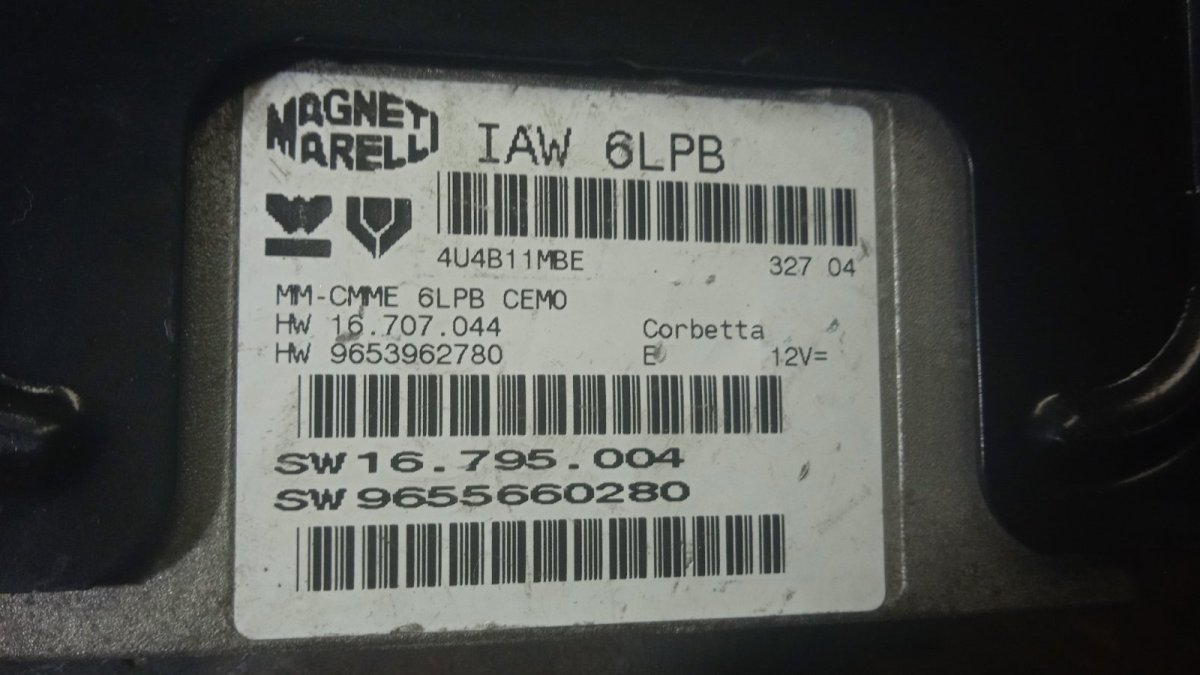 MAGNETI
MARELLI
IAW 6LPB
4U4B11MBE 327 04
MM-CMME 6LPB CEM0
HW 16.707.044 Corbetta
HW 9653962780 E 12V=
SW 16.795.004
SW 9655660280